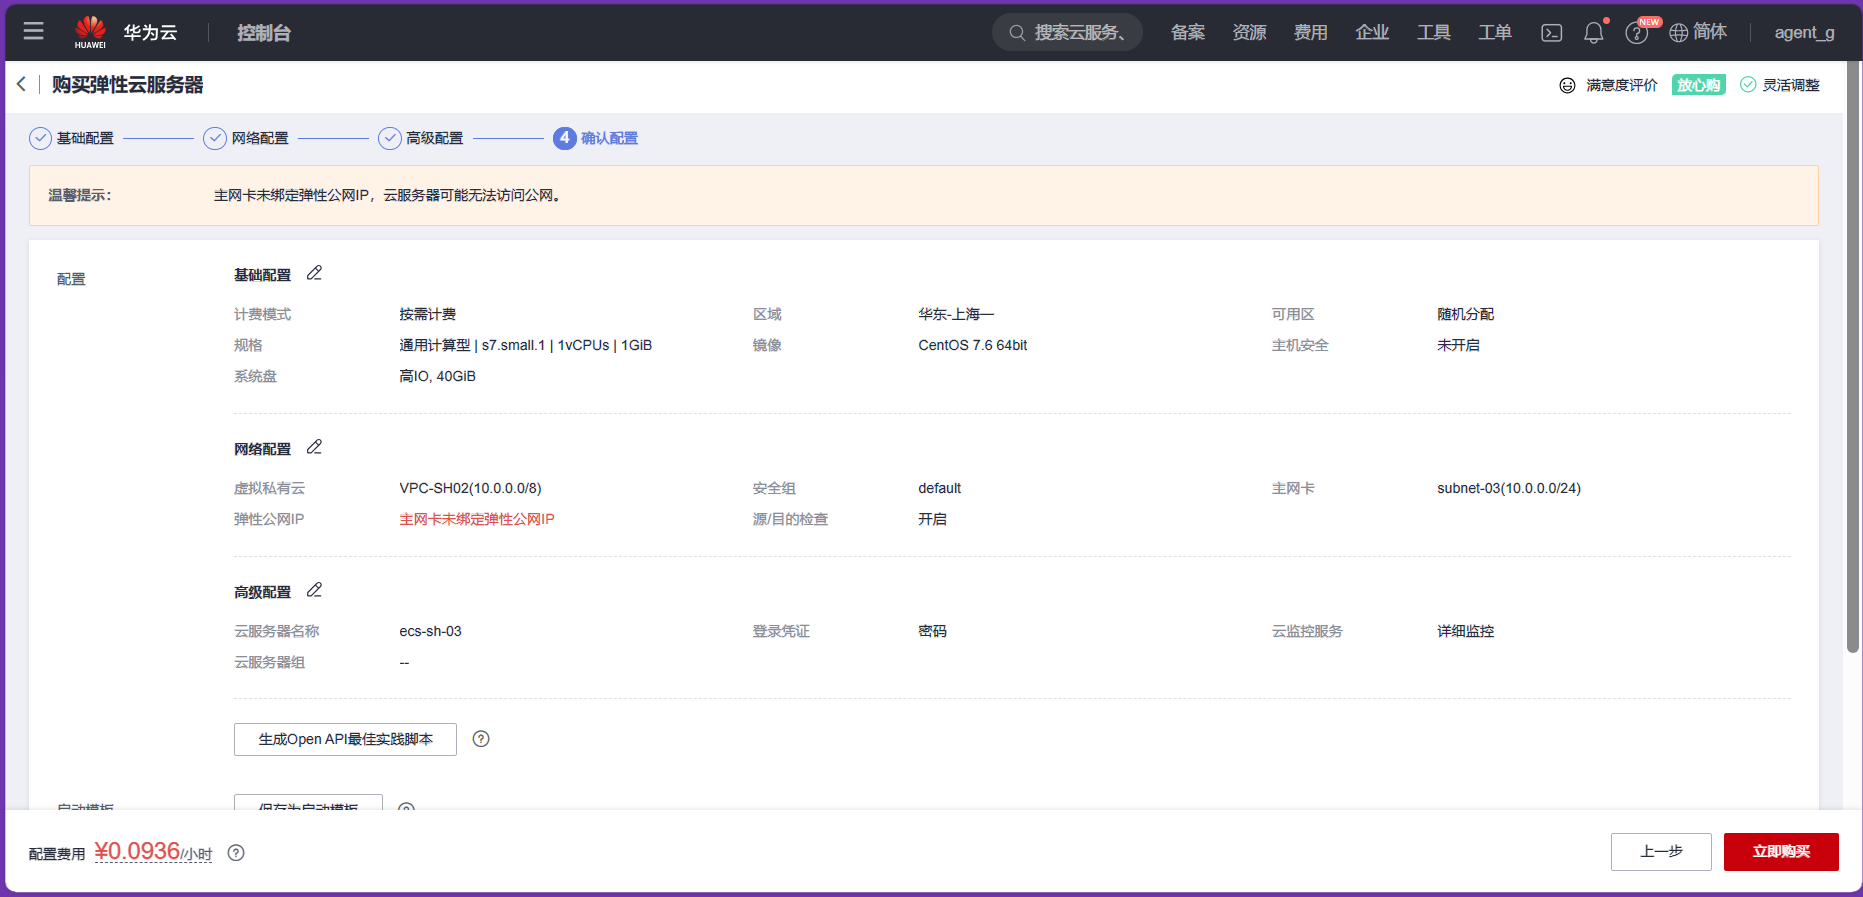 HUAWEI 华为云 控制台 搜索云服务、 备案 资源 费用 企业 工具 工单 NEW 简体 agent_g
购买弹性云服务器 满意度评价 放心购 灵活调整
基础配置 网络配置 高级配置 4 确认配置
温馨提示： 主网卡未绑定弹性公网IP，云服务器可能无法访问公网。
配置 基础配置
计费模式 按需计费 区域 华东-上海一 可用区 随机分配
规格 通用计算型 | s7.small.1 | 1vCPUs | 1GiB 镜像 CentOS 7.6 64bit 主机安全 未开启
系统盘 高IO, 40GiB
网络配置
虚拟私有云 VPC-SH02(10.0.0.0/8) 安全组 default 主网卡 subnet-03(10.0.0.0/24)
弹性公网IP 主网卡未绑定弹性公网IP 源/目的检查 开启
高级配置
云服务器名称 ecs-sh-03 登录凭证 密码 云监控服务 详细监控
云服务器组 --
生成Open API最佳实践脚本
启动模板 保存为启动模板
配置费用 ¥0.0936/小时 上一步 立即购买